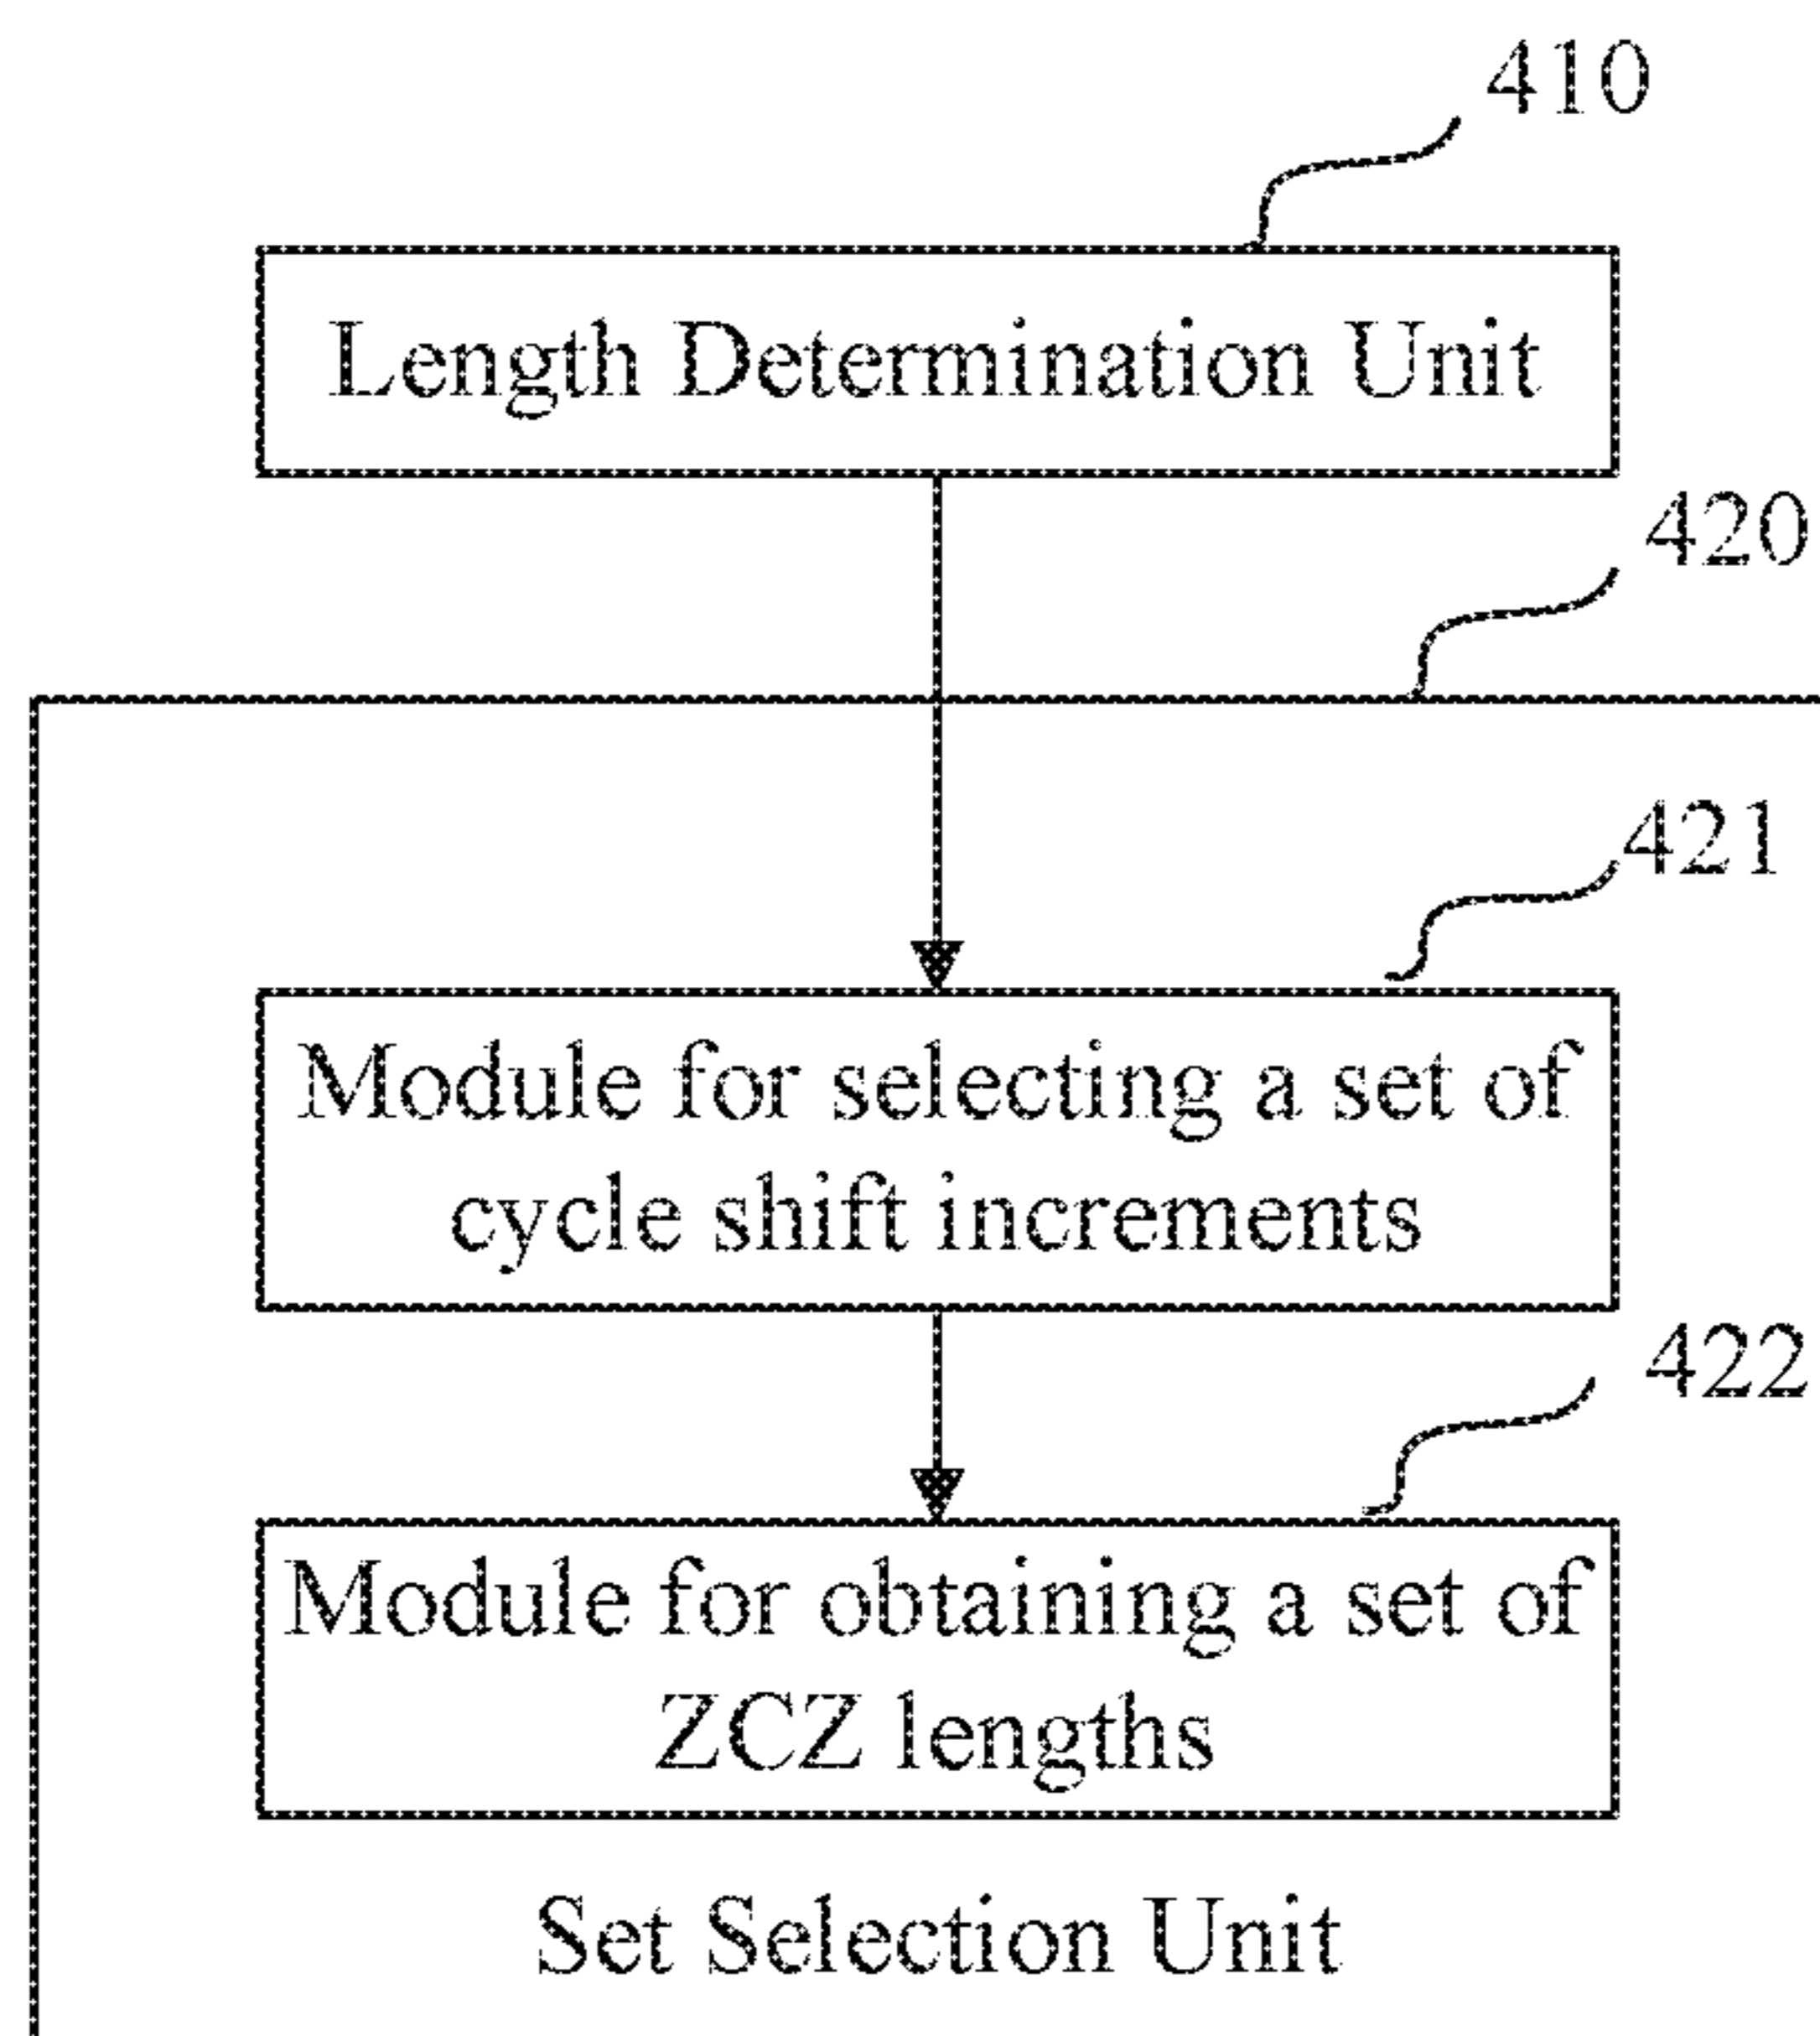 410
Length Determination Unit
420
421
Module for selecting a set of
cycle shift increments
422
Module for obtaining a set of
ZCZ lengths
Set Selection Unit